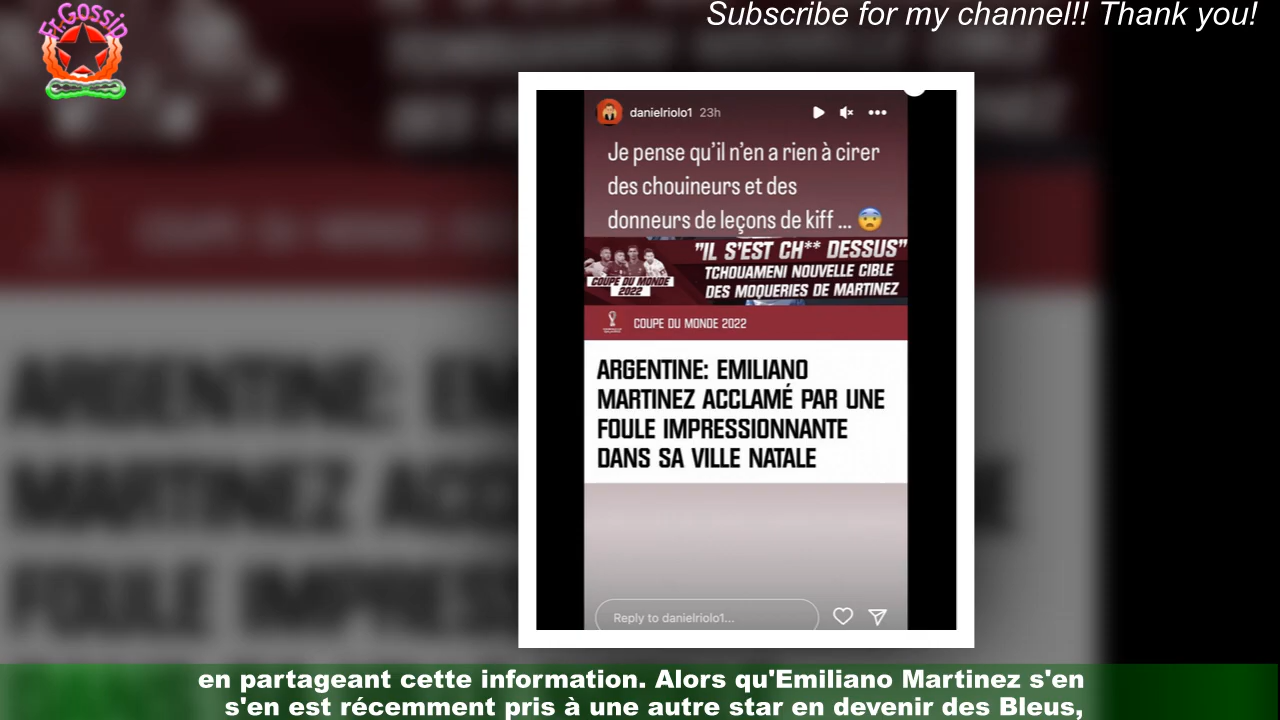 Fr.Gossip
Subscribe for my channel!! Thank you!
danielriolo1 23h
Je pense qu'il n'en a rien à cirer
des chouineurs et des
donneurs de leçons de kiff ... 😨
"IL S'EST CH** DESSUS"
TCHOUAMENI NOUVELLE CIBLE
DES MOQUERIES DE MARTINEZ
COUPE DU MONDE
2022
COUPE DU MONDE 2022
ARGENTINE: EMILIANO
MARTINEZ ACCLAMÉ PAR UNE
FOULE IMPRESSIONNANTE
DANS SA VILLE NATALE
Reply to danielriolo1...
en partageant cette information. Alors qu'Emiliano Martinez s'en
s'en est récemment pris à une autre star en devenir des Bleus,